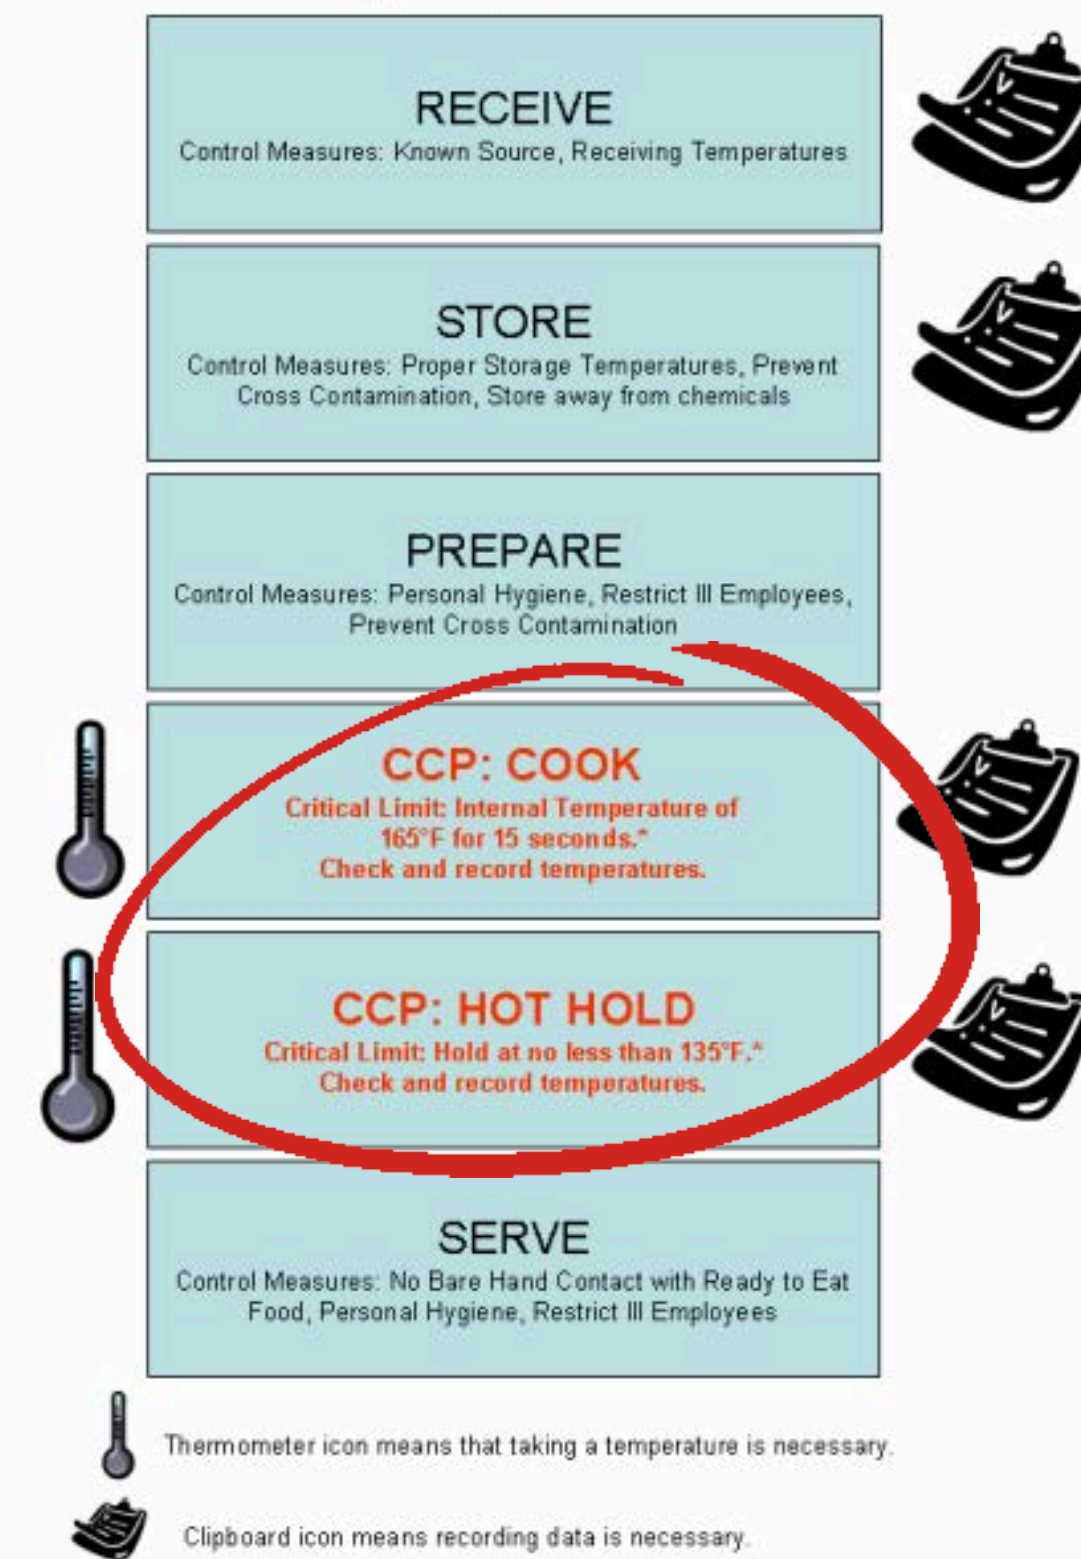 RECEIVE
Control Measures: Known Source, Receiving Temperatures
STORE
Control Measures: Proper Storage Temperatures, Prevent
Cross Contamination, Store away from chemicals
PREPARE
Control Measures: Personal Hygiene, Restrict Ill Employees,
Prevent Cross Contamination
CCP: COOK
Critical Limit: Internal Temperature of
165°F for 15 seconds.*
Check and record temperatures.
CCP: HOT HOLD
Critical Limit: Hold at no less than 135°F.*
Check and record temperatures.
SERVE
Control Measures: No Bare Hand Contact with Ready to Eat
Food, Personal Hygiene, Restrict Ill Employees
Thermometer icon means that taking a temperature is necessary.
Clipboard icon means recording data is necessary.